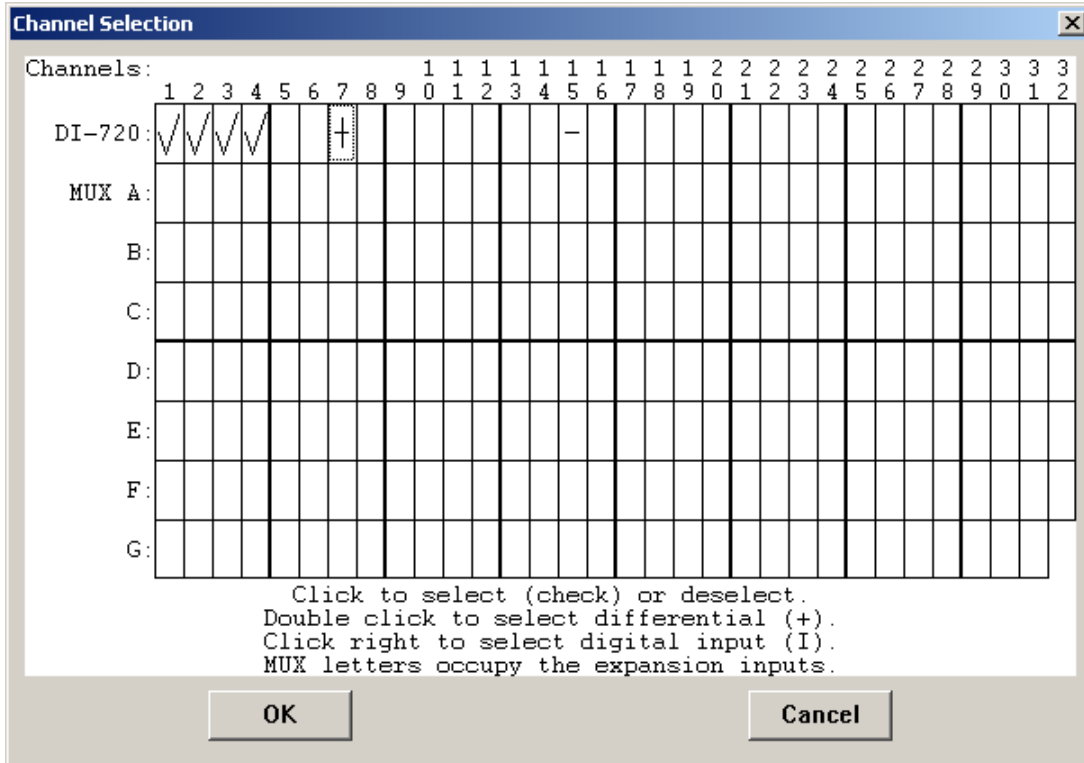 Channel Selection
Channels: 1 1 1 1 1 1 1 1 1 1 2 2 2 2 2 2 2 2 2 2 3 3 3
1 2 3 4 5 6 7 8 9 0 1 2 3 4 5 6 7 8 9 0 1 2 3 4 5 6 7 8 9 0 1 2
DI-720: √ √ √ √ + -
MUX A:
B:
C:
D:
E:
F:
G:
Click to select (check) or deselect.
Double click to select differential (+).
Click right to select digital input (I).
MUX letters occupy the expansion inputs.
OK Cancel